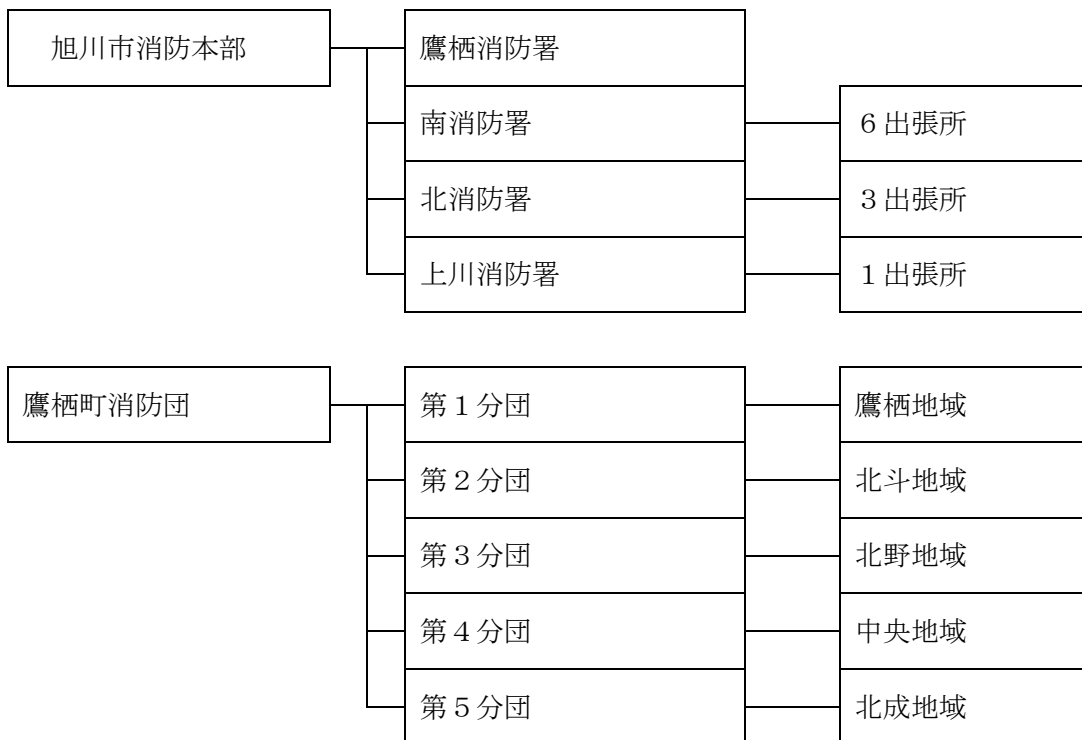 旭川市消防本部
鷹栖消防署
南消防署
６出張所
北消防署
３出張所
上川消防署
１出張所
鷹栖町消防団
第１分団
鷹栖地域
第２分団
北斗地域
第３分団
北野地域
第４分団
中央地域
第５分団
北成地域